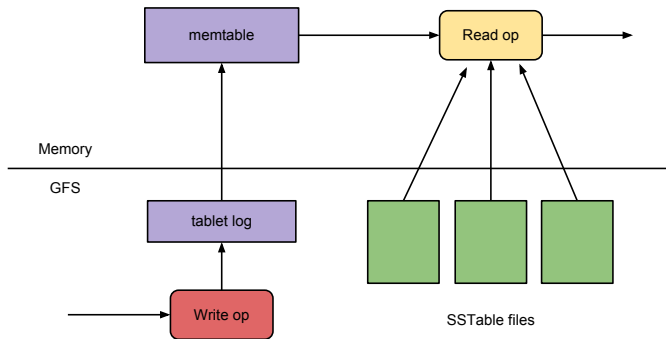 memtable
Read op
Memory
GFS
tablet log
Write op
SSTable files